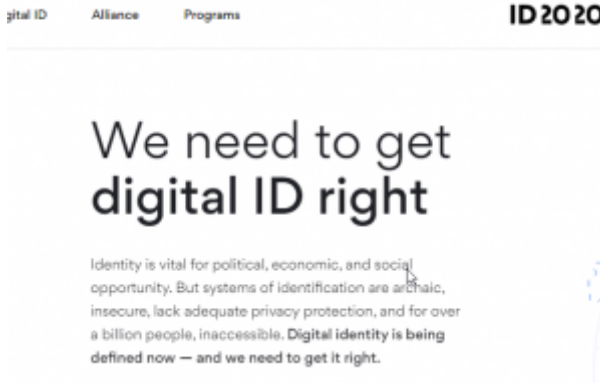 gital ID Alliance Programs ID2020
We need to get
digital ID right
Identity is vital for political, economic, and social
opportunity. But systems of identification are archaic,
insecure, lack adequate privacy protection, and for over
a billion people, inaccessible. Digital identity is being
defined now — and we need to get it right.